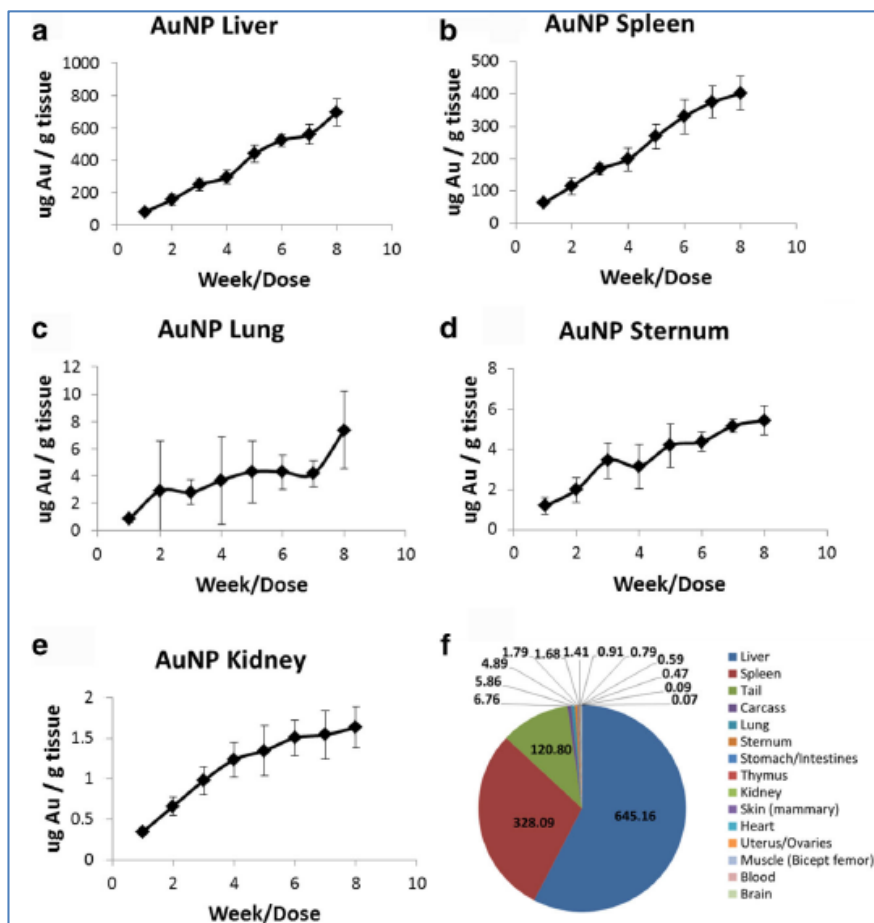 a
AuNP Liver
ug Au / g tissue
1000
800
600
400
200
0
0 2 4 6 8 10
Week/Dose
b
AuNP Spleen
ug Au / g tissue
500
400
300
200
100
0
0 2 4 6 8 10
Week/Dose
c
AuNP Lung
ug Au / g tissue
12
10
8
6
4
2
0
0 2 4 6 8 10
Week/Dose
d
AuNP Sternum
ug Au / g tissue
8
6
4
2
0
0 2 4 6 8 10
Week/Dose
e
AuNP Kidney
ug Au / g tissue
2
1.5
1
0.5
0
0 2 4 6 8 10
Week/Dose
f
6.76
5.86
4.89
1.79
1.68
1.41
0.91
0.79
0.59
0.47
0.09
0.07
120.80
328.09
645.16
Liver
Spleen
Tail
Carcass
Lung
Sternum
Stomach/Intestines
Thymus
Kidney
Skin (mammary)
Heart
Uterus/Ovaries
Muscle (Bicept femor)
Blood
Brain